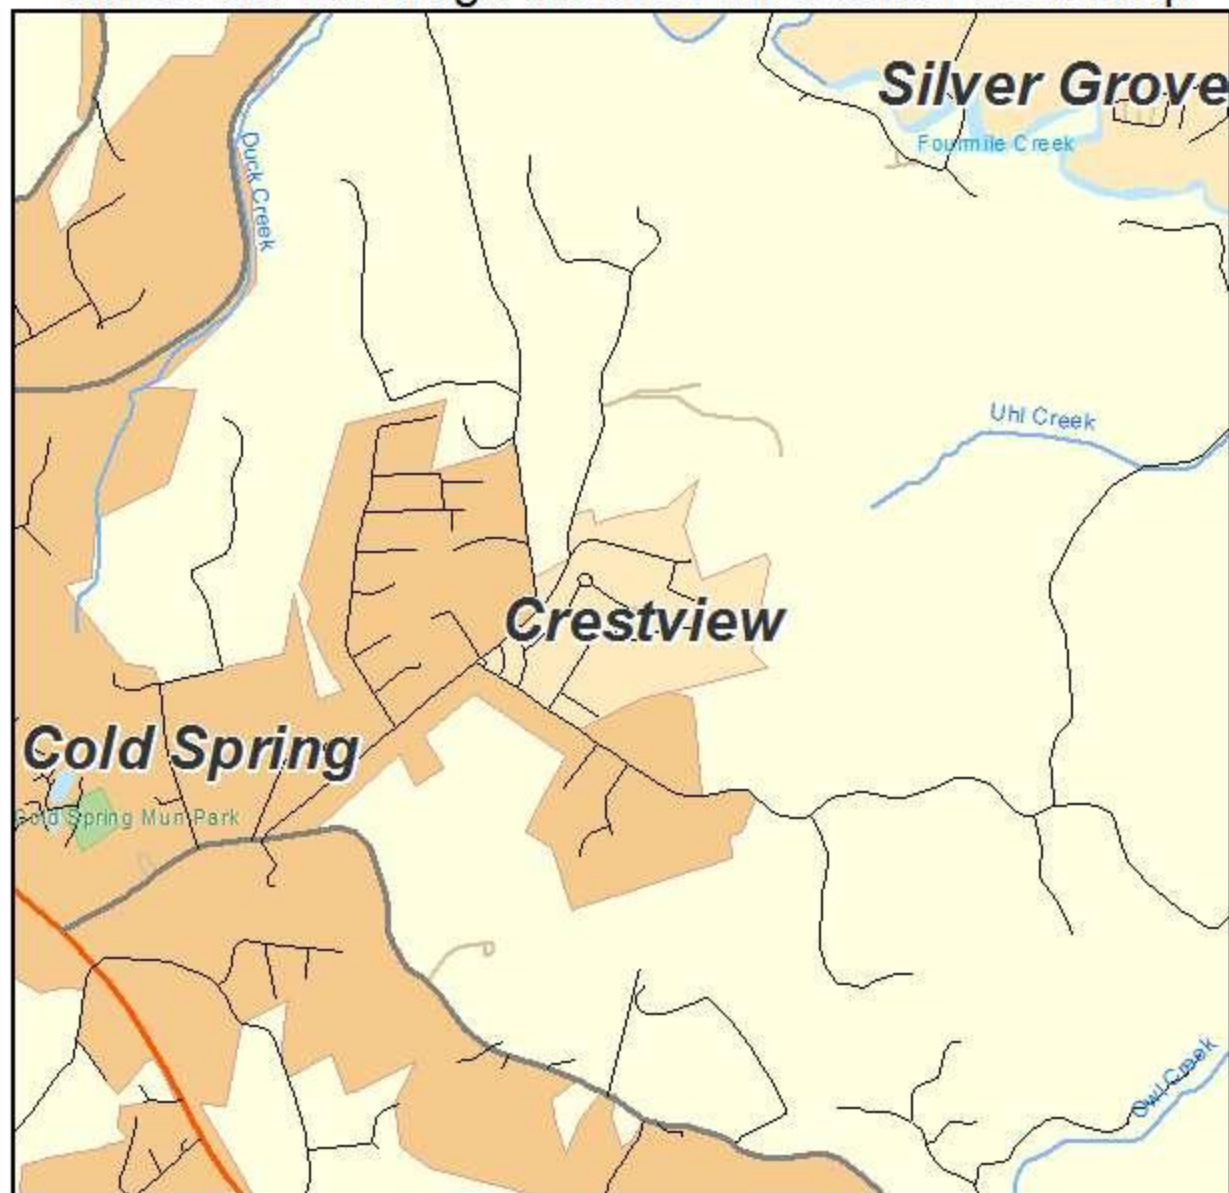 Silver Grove
Fourmile Creek
Duck Creek
Uhl Creek
Crestview
Cold Spring
Cold Spring Mun Park
Owl Creek